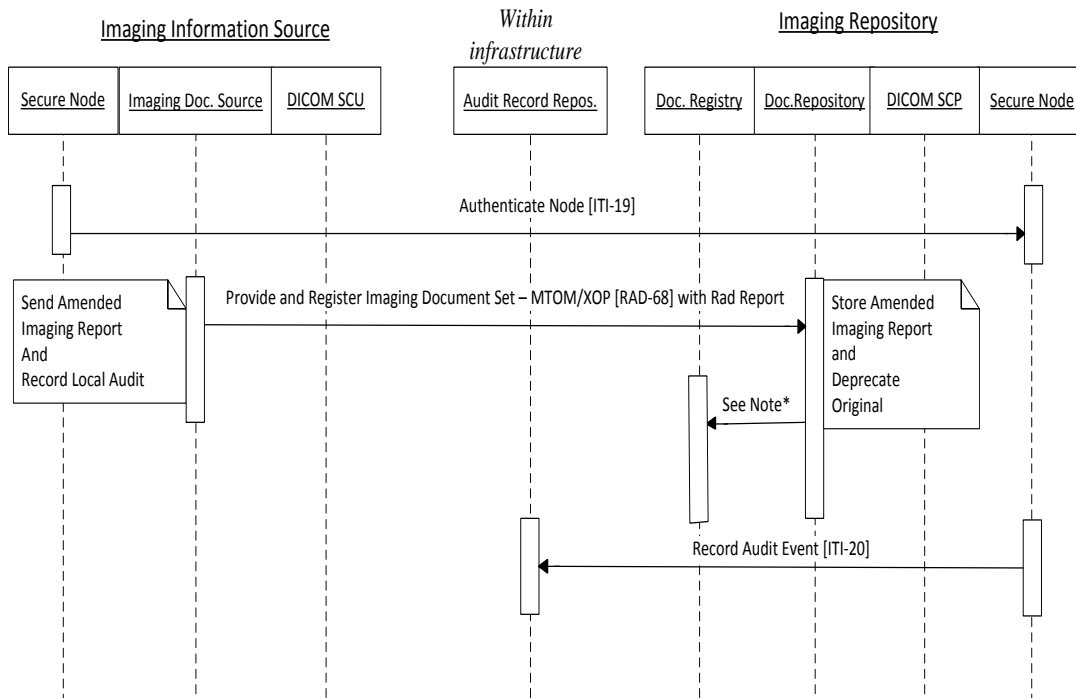 Imaging Information Source
Within
infrastructure
Imaging Repository
Secure Node
Imaging Doc. Source
DICOM SCU
Audit Record Repos.
Doc. Registry
Doc.Repository
DICOM SCP
Secure Node
Authenticate Node [ITI-19]
Send Amended
Imaging Report
And
Record Local Audit
Provide and Register Imaging Document Set – MTOM/XOP [RAD-68] with Rad Report
Store Amended
Imaging Report
and
Deprecate
Original
See Note*
Record Audit Event [ITI-20]